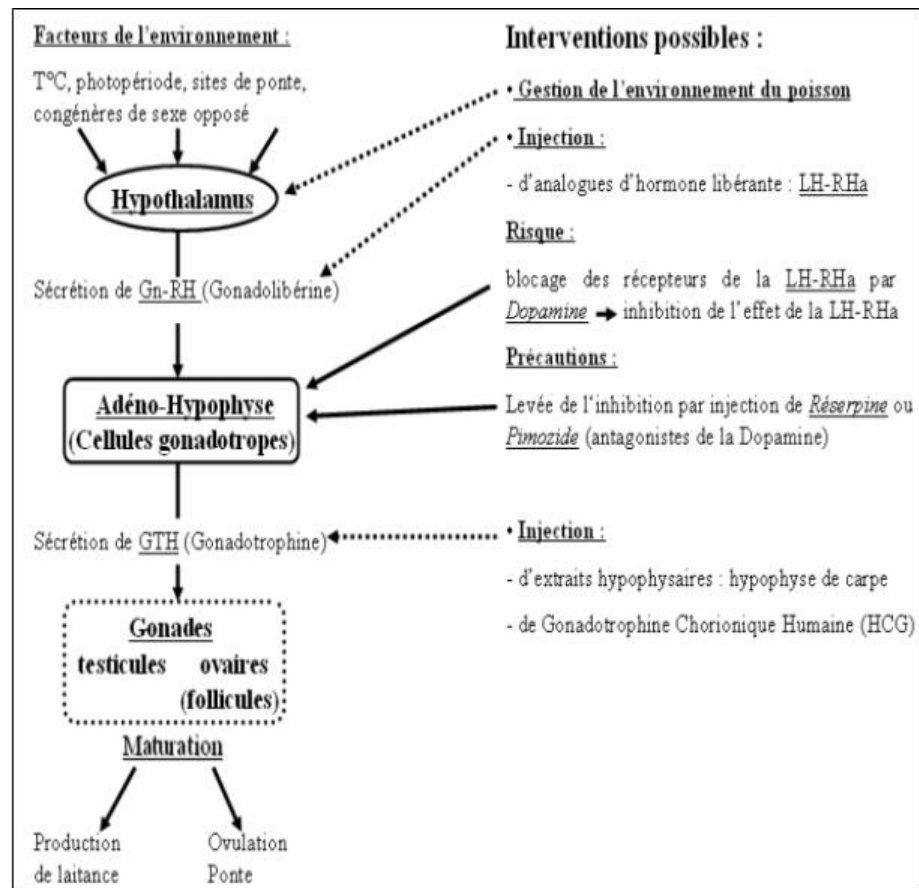 Facteurs de l'environnement :
T°C, photopériode, sites de ponte,
congénères de sexe opposé
Hypothalamus
Sécrétion de Gn-RH (Gonadolibérine)
Adéno-Hypophyse
(Cellules gonadotropes)
Sécrétion de GTH (Gonadotrophine)
Gonades
testicules ovaires
(follicules)
Maturation
Production
de laitance
Ovulation
Ponte
Interventions possibles :
• Gestion de l'environnement du poisson
• Injection :
- d'analogues d'hormone libérante : LH-RHa
Risque :
blocage des récepteurs de la LH-RHa par
Dopamine ➔ inhibition de l'effet de la LH-RHa
Précautions :
Levée de l'inhibition par injection de Réserpine ou
Pimozide (antagonistes de la Dopamine)
• Injection :
- d'extraits hypophysaires : hypophyse de carpe
- de Gonadotrophine Chorionique Humaine (HCG)